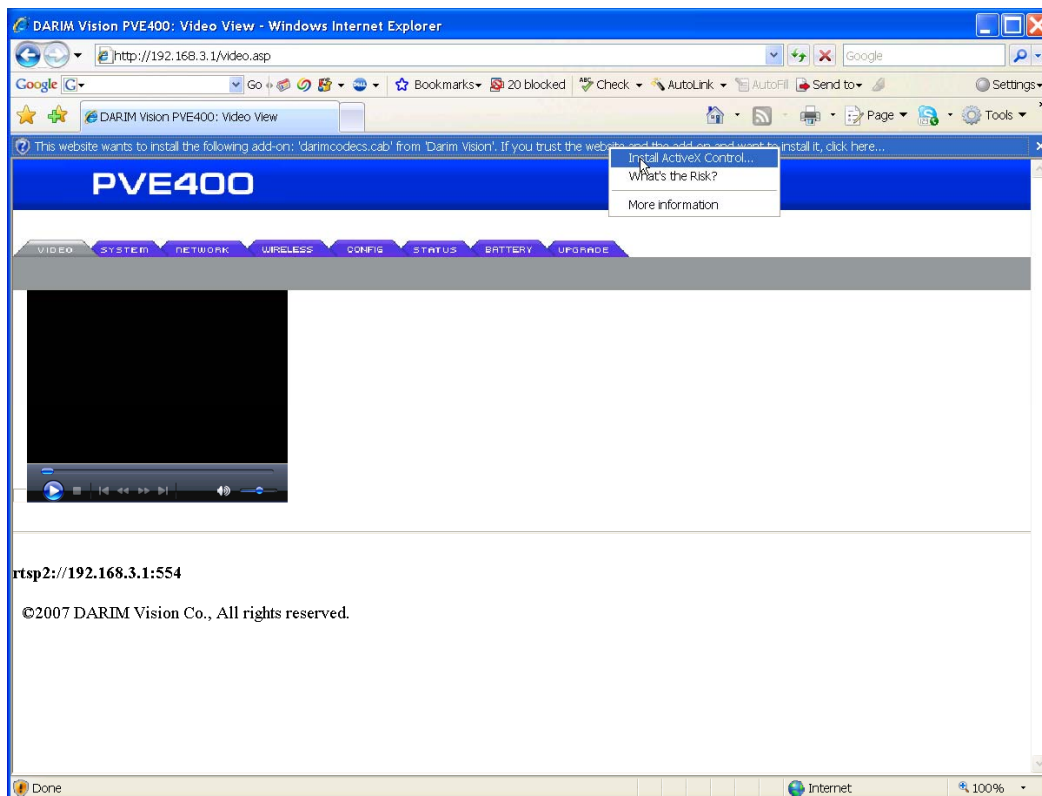 DARIM Vision PVE400: Video View - Windows Internet Explorer
http://192.168.3.1/video.asp
Google
Google G Go Bookmarks 20 blocked Check AutoLink AutoFill Send to Settings
DARIM Vision PVE400: Video View Page Tools
This website wants to install the following add-on: 'darimcodecs.cab' from 'Darim Vision'. If you trust the website and the add-on and want to install it, click here...
Install ActiveX Control...
What's the Risk?
More information
PVE400
VIDEO SYSTEM NETWORK WIRELESS CONFIG STATUS BATTERY UPGRADE
rtsp2://192.168.3.1:554
©2007 DARIM Vision Co., All rights reserved.
Done Internet 100%